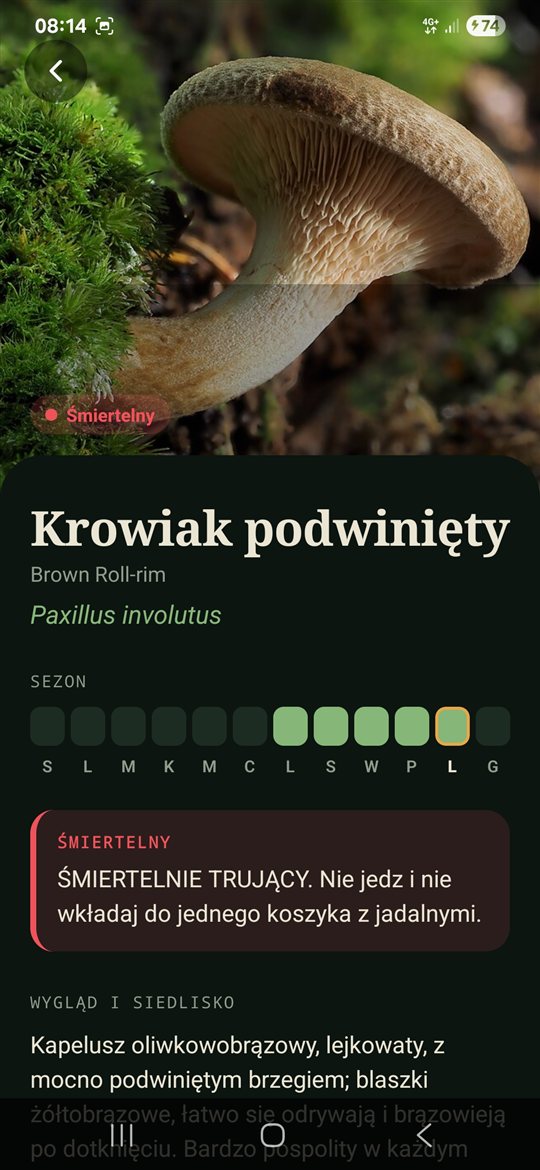 08:14
4G+
74
Śmiertelny
Krowiak podwinięty
Brown Roll-rim
Paxillus involutus
SEZON
S L M K M C L S W P L G
ŚMIERTELNY
ŚMIERTELNIE TRUJĄCY. Nie jedz i nie
wkładaj do jednego koszyka z jadalnymi.
WYGLĄD I SIEDLISKO
Kapelusz oliwkowobrązowy, lejkowaty, z
mocno podwiniętym brzegiem; blaszki
żółtobrązowe, łatwo się odrywają i brązowieją
po dotknięciu. Bardzo pospolity w każdym